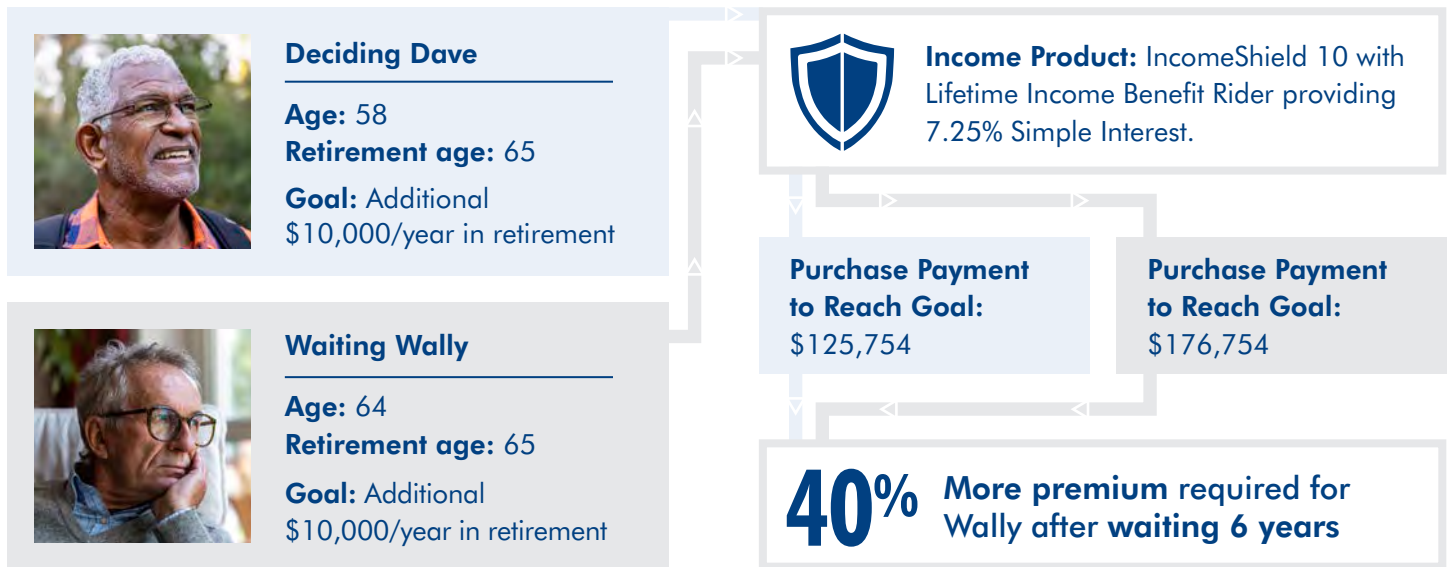 Deciding Dave
Age: 58
Retirement age: 65
Goal: Additional
$10,000/year in retirement
Waiting Wally
Age: 64
Retirement age: 65
Goal: Additional
$10,000/year in retirement
Income Product: IncomeShield 10 with
Lifetime Income Benefit Rider providing
7.25% Simple Interest.
Purchase Payment
to Reach Goal:
$125,754
Purchase Payment
to Reach Goal:
$176,754
40% More premium required for
Wally after waiting 6 years